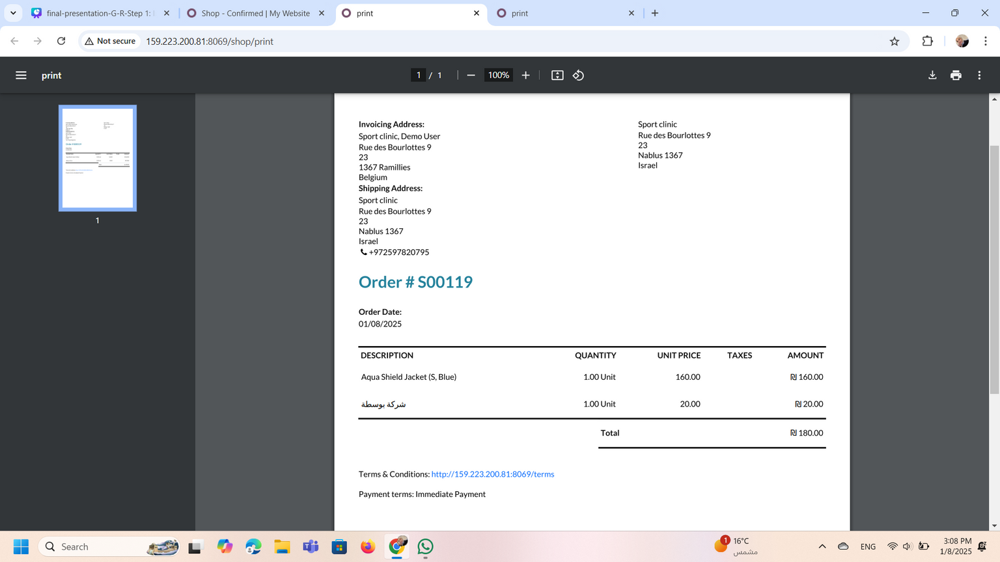 final-presentation-G-R-Step 1:
Shop - Confirmed | My Website
print
print
Not secure
159.223.200.81:8069/shop/print
print
1 / 1
100%
1
Invoicing Address:
Sport clinic, Demo User
Rue des Bourlottes 9
23
1367 Ramillies
Belgium
Shipping Address:
Sport clinic
Rue des Bourlottes 9
23
Nablus 1367
Israel
+972597820795
Sport clinic
Rue des Bourlottes 9
23
Nablus 1367
Israel
Order # S00119
Order Date:
01/08/2025
DESCRIPTION QUANTITY UNIT PRICE TAXES AMOUNT
Aqua Shield Jacket (S, Blue) 1.00 Unit 160.00 ₪ 160.00
شركة بوسطة 1.00 Unit 20.00 ₪ 20.00
Total ₪ 180.00
Terms & Conditions: http://159.223.200.81:8069/terms
Payment terms: Immediate Payment
Search
1
16°C
مشمس
ENG
3:08 PM
1/8/2025